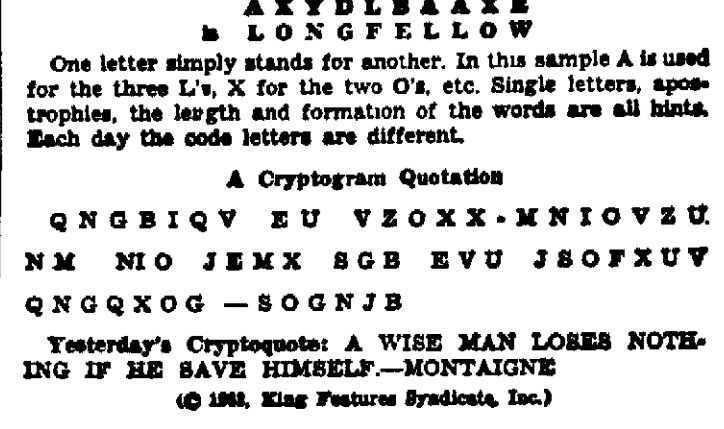 A X Y D L B A A X R
is L O N G F E L L O W
One letter simply stands for another. In this sample A is used
for the three L's, X for the two O's, etc. Single letters, apos-
trophies, the length and formation of the words are all hints.
Each day the code letters are different.
A Cryptogram Quotation
Q N G B I Q V E U V Z O X X - M N I O V Z U
N M N I O J E M X S G B E V U J S O F X U V
Q N G Q X O G — S O G N J B
Yesterday's Cryptoquote: A WISE MAN LOSES NOTH-
ING IF HE SAVE HIMSELF.—MONTAIGNE
(© King Features Syndicate, Inc.)